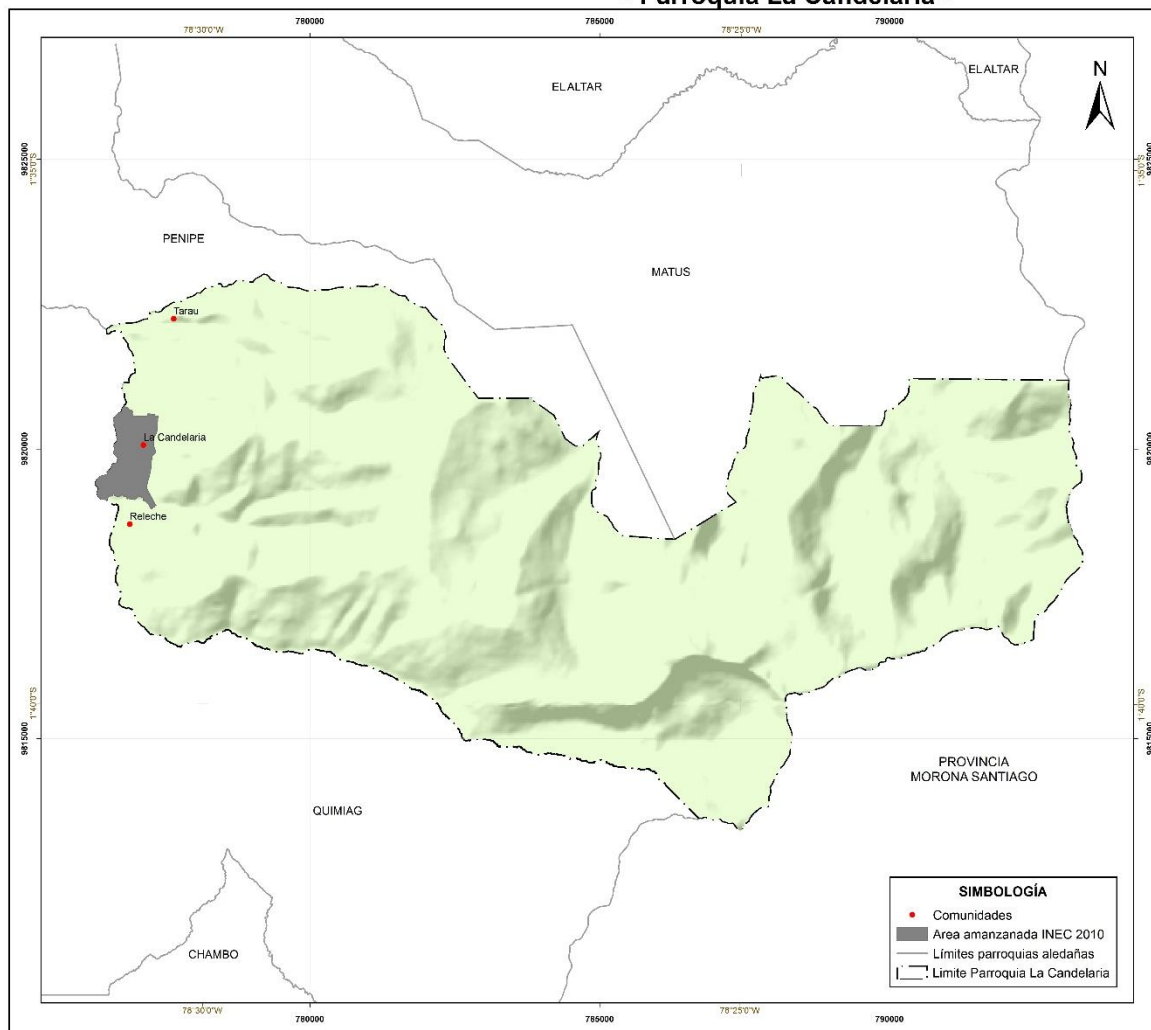 Parroquia La Candelaria
780000
785000
790000
78°30'0"W
78°25'0"W
EL ALTAR
EL ALTAR
N
9825000
1°35'0"S
9825000
1°35'0"S
PENIPE
MATUS
Tarau
La Candelaria
9820000
9820000
Releche
1°40'0"S
9815000
1°40'0"S
9815000
PROVINCIA
MORONA SANTIAGO
QUIMIAG
CHAMBO
SIMBOLOGÍA
Comunidades
Area amanzanada INEC 2010
Límites parroquias aledañas
Limite Parroquia La Candelaria
78°30'0"W
78°25'0"W
780000
785000
790000